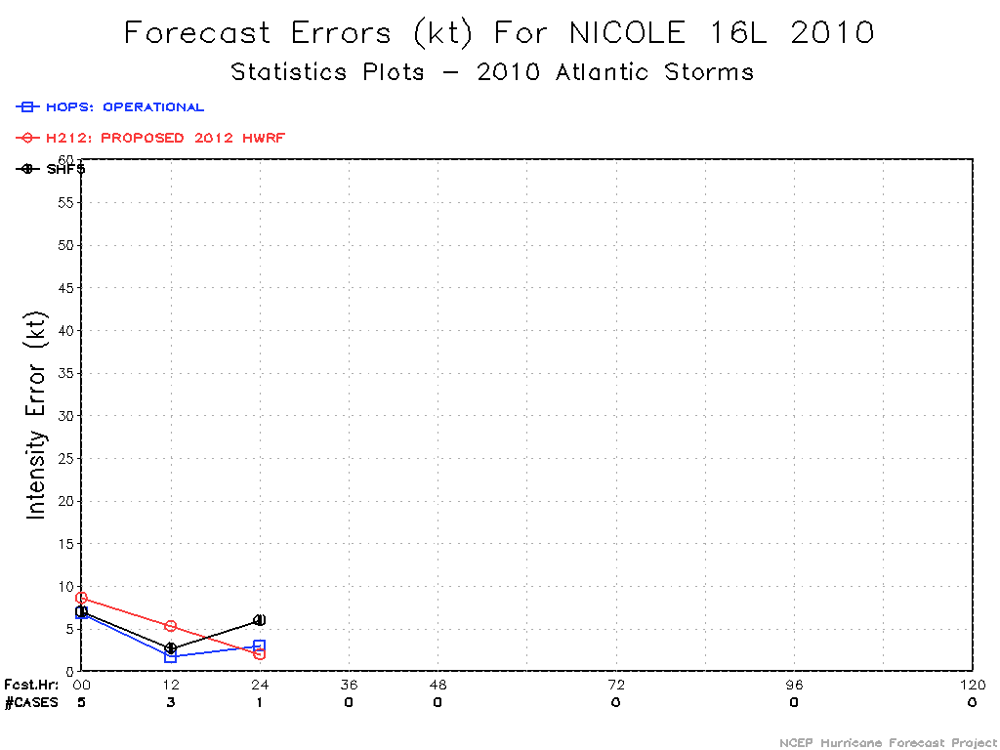 Forecast Errors (kt) For NICOLE 16L 2010
Statistics Plots – 2010 Atlantic Storms
HOPS: OPERATIONAL
H212: PROPOSED 2012 HWRF
SHF5
Intensity Error (kt)
60
55
50
45
40
35
30
25
20
15
10
5
0
Fcst.Hr: 00 12 24 36 48 72 96 120
#CASES 5 3 1 0 0 0 0 0
NCEP Hurricane Forecast Project